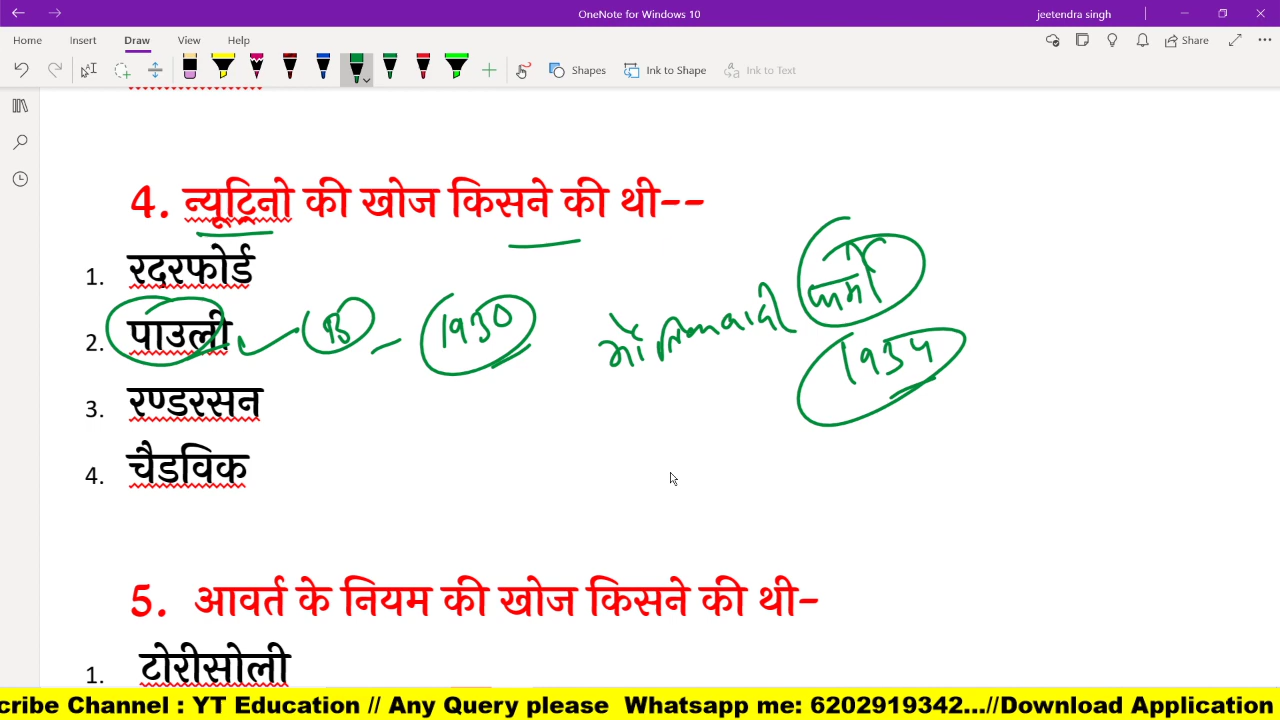 OneNote for Windows 10
jeetendra singh
Home Insert Draw View Help
Share
Shapes Ink to Shape Ink to Text
4. न्यूट्रिनो की खोज किसने की थी--
1. रदरफोर्ड
2. पाउली
1930
1934
3. रण्डरसन
4. चैडविक
5. आवर्त के नियम की खोज किसने की थी-
1. टोरीसोली
cribe Channel : YT Education // Any Query please Whatsapp me: 6202919342...//Download Application